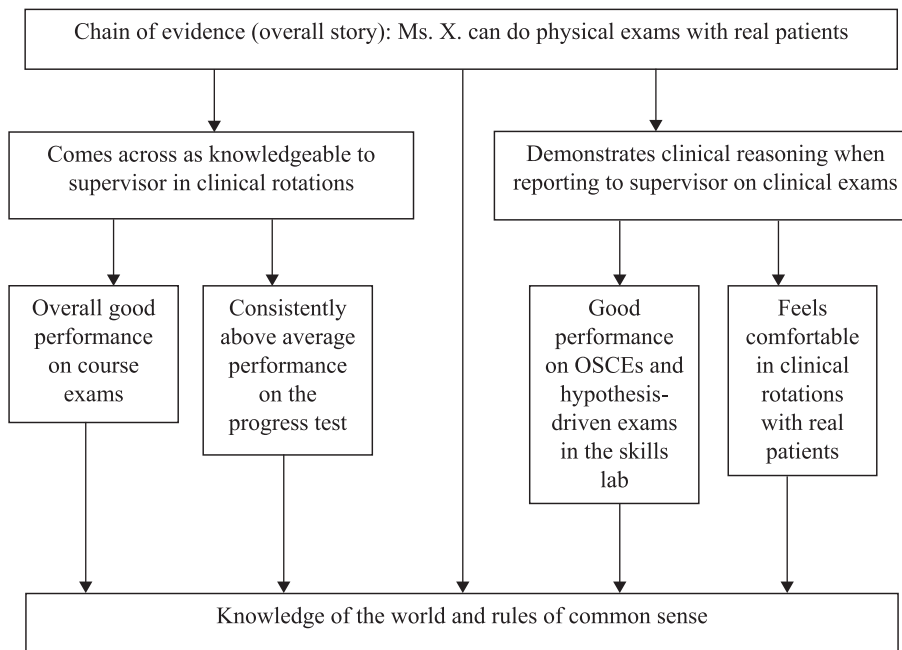 Chain of evidence (overall story): Ms. X. can do physical exams with real patients
Comes across as knowledgeable to
supervisor in clinical rotations
Demonstrates clinical reasoning when
reporting to supervisor on clinical exams
Overall good
performance
on course
exams
Consistently
above average
performance
on the
progress test
Good
performance
on OSCEs and
hypothesis-
driven exams
in the skills
lab
Feels
comfortable
in clinical
rotations
with real
patients
Knowledge of the world and rules of common sense